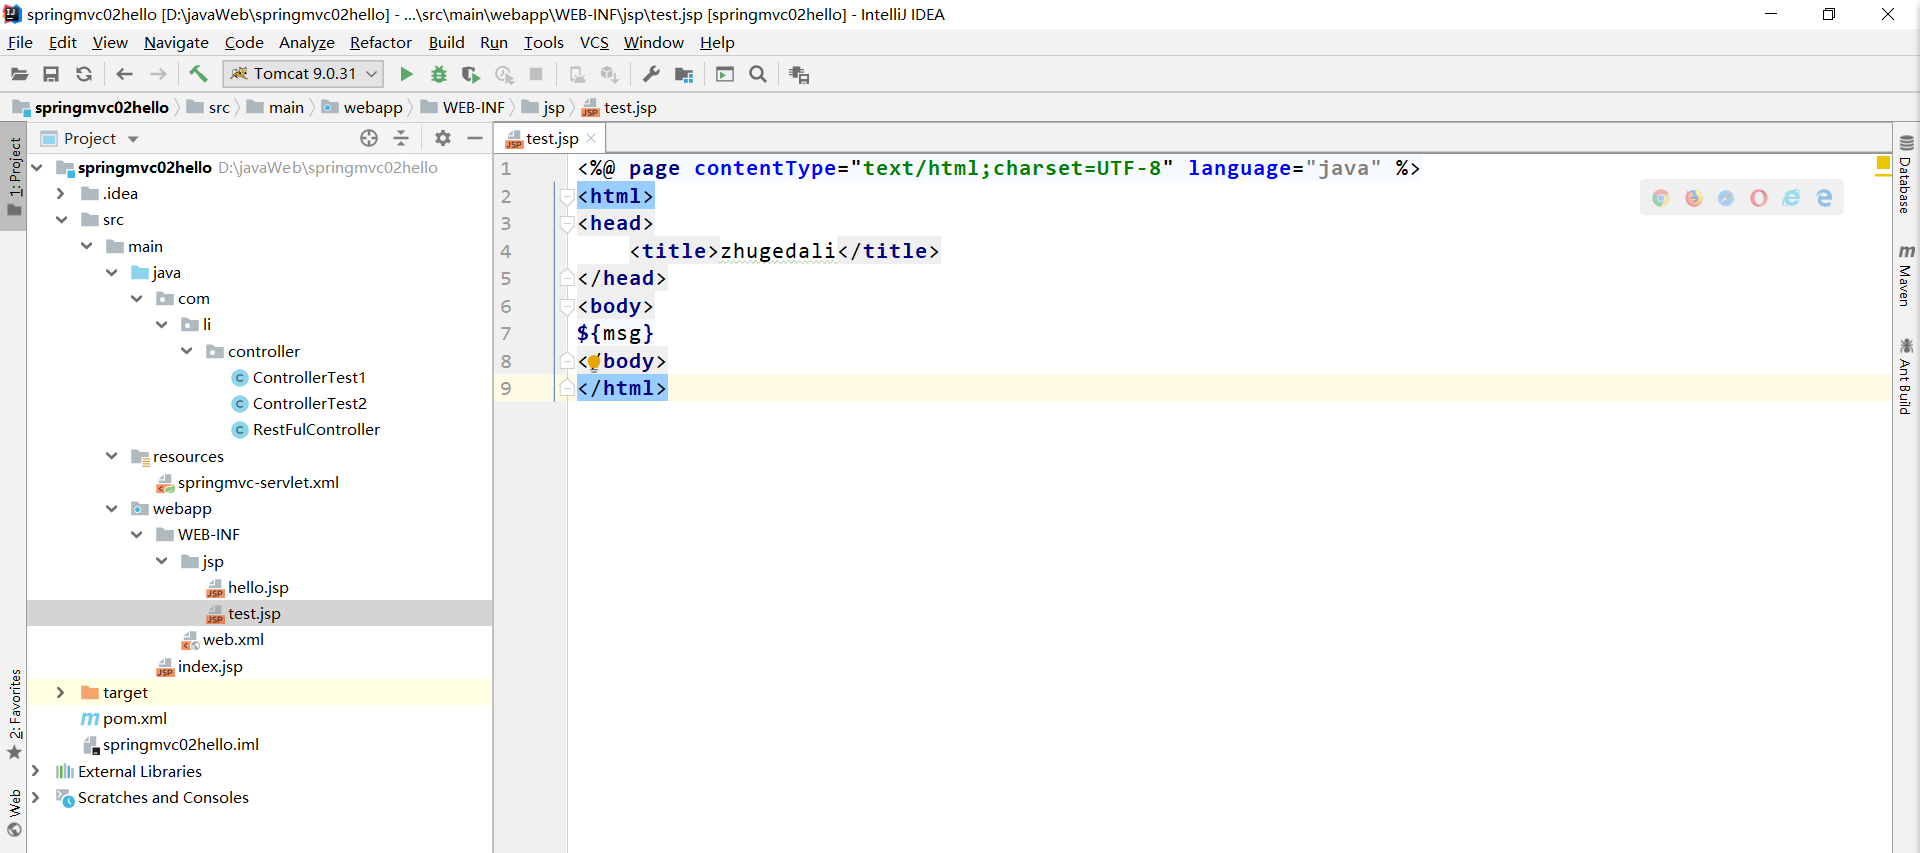 springmvc02hello [D:\javaWeb\springmvc02hello] - ...\src\main\webapp\WEB-INF\jsp\test.jsp [springmvc02hello] - IntelliJ IDEA
File Edit View Navigate Code Analyze Refactor Build Run Tools VCS Window Help
Tomcat 9.0.31
springmvc02hello src main webapp WEB-INF jsp test.jsp
1: Project
2: Favorites
Web
Project
springmvc02hello D:\javaWeb\springmvc02hello
.idea
src
main
java
com
li
controller
ControllerTest1
ControllerTest2
RestFulController
resources
springmvc-servlet.xml
webapp
WEB-INF
jsp
hello.jsp
test.jsp
web.xml
index.jsp
target
pom.xml
springmvc02hello.iml
External Libraries
Scratches and Consoles
test.jsp
1 <%@ page contentType="text/html;charset=UTF-8" language="java" %>
2 <html>
3 <head>
4 <title>zhugedali</title>
5 </head>
6 <body>
7 ${msg}
8 </body>
9 </html>
Database
Maven
Ant Build